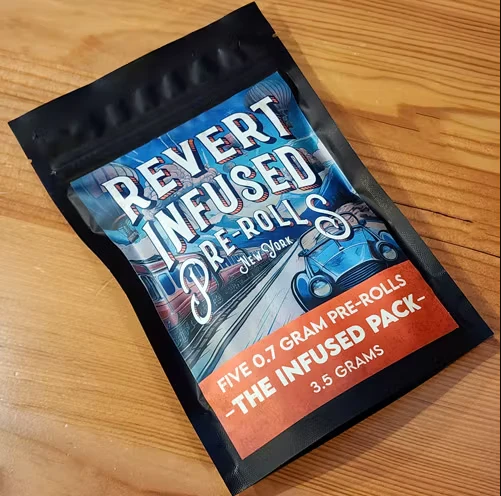 REVERT
INFUSED
PRE-ROLLS
NEW YORK
FIVE 0.7 GRAM PRE-ROLLS
-THE INFUSED PACK-
3.5 GRAMS